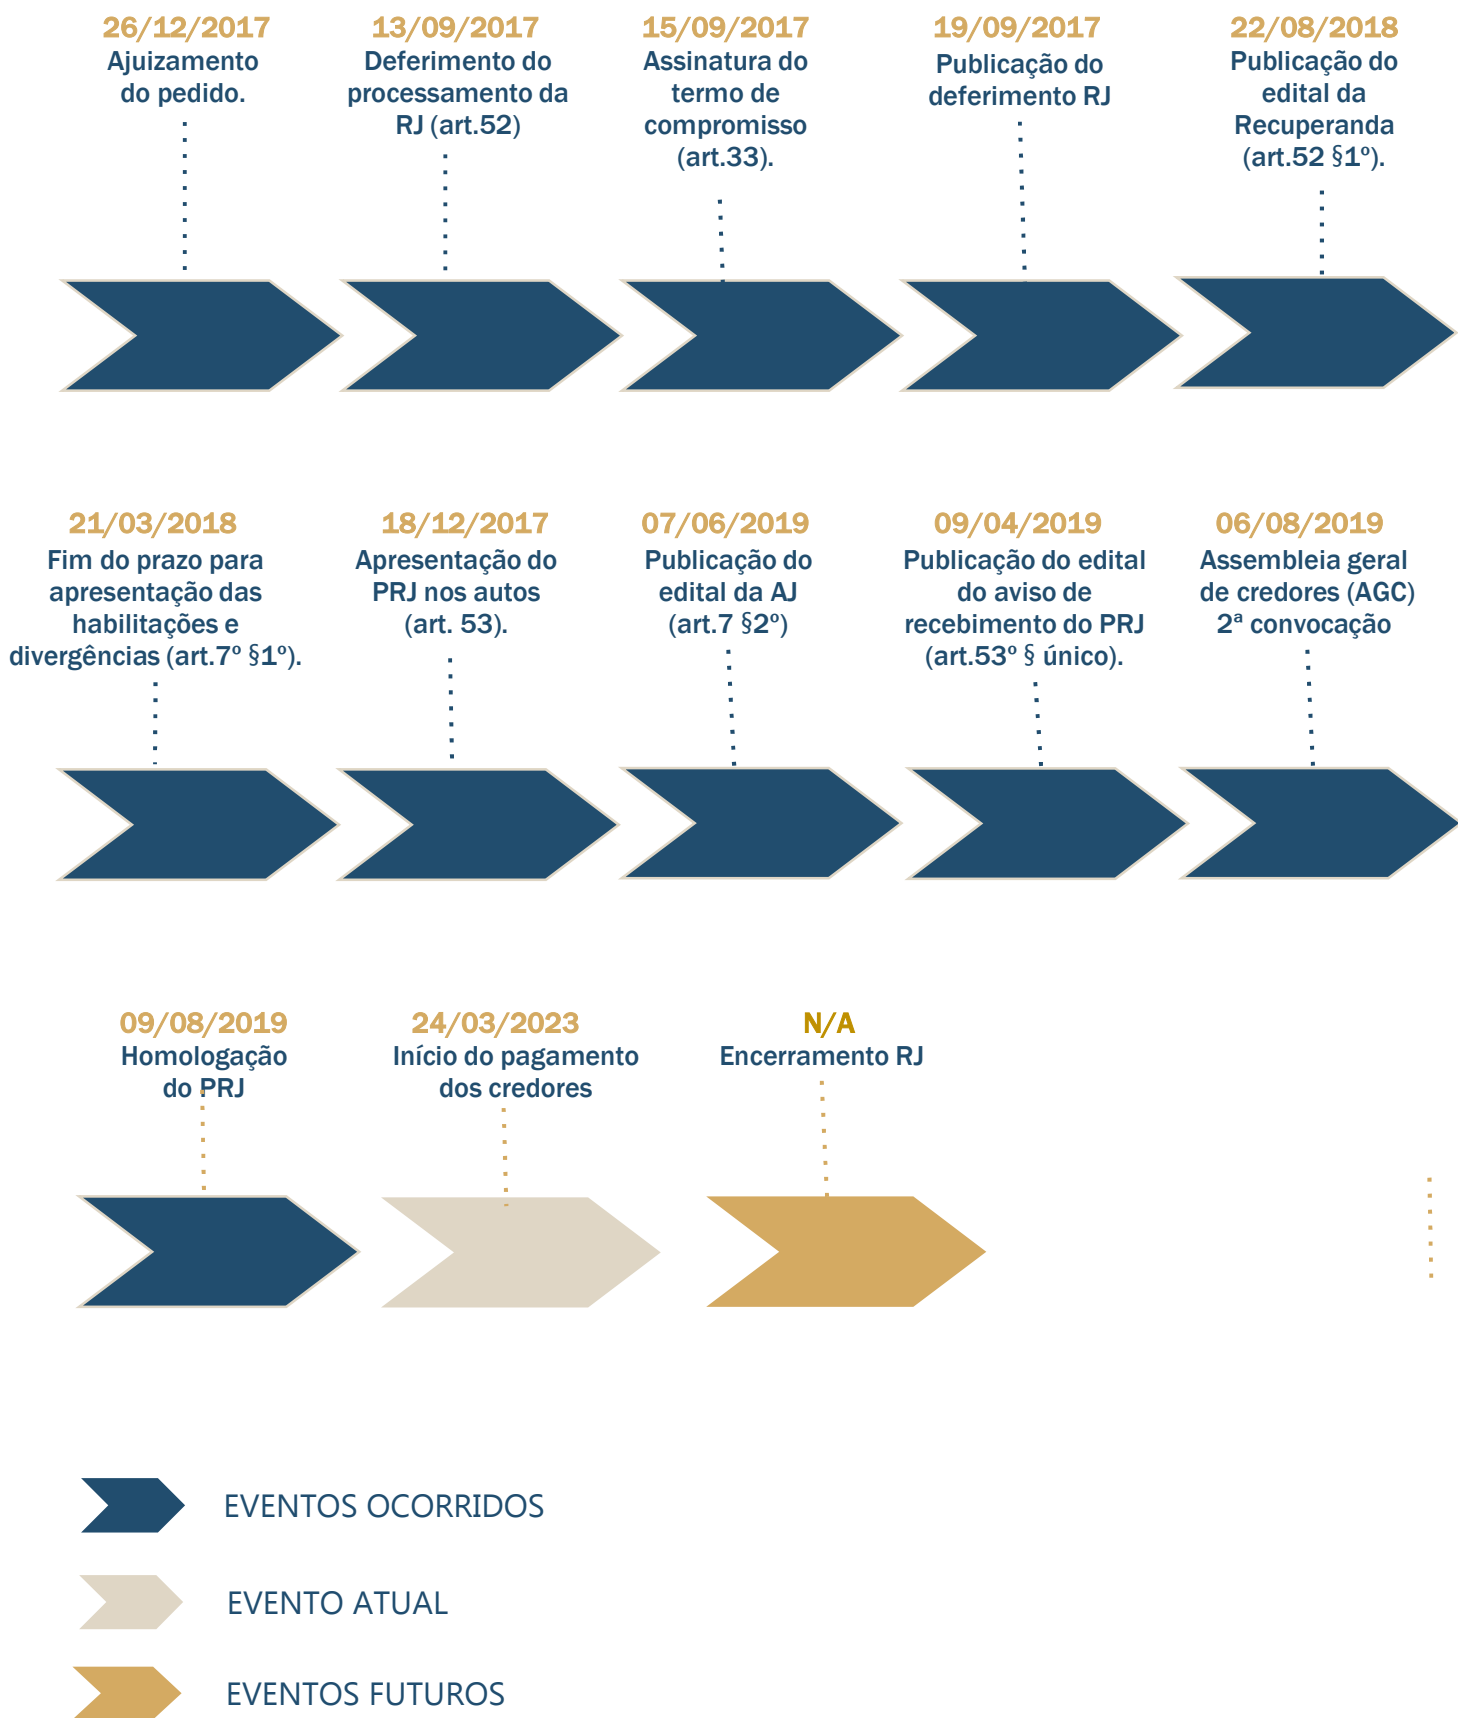 26/12/2017
Ajuizamento
do pedido.
13/09/2017
Deferimento do
processamento da
RJ (art.52)
15/09/2017
Assinatura do
termo de
compromisso
(art.33).
19/09/2017
Publicação do
deferimento RJ
22/08/2018
Publicação do
edital da
Recuperanda
(art.52 §1º).
21/03/2018
Fim do prazo para
apresentação das
habilitações e
divergências (art.7º §1º).
18/12/2017
Apresentação do
PRJ nos autos
(art. 53).
07/06/2019
Publicação do
edital da AJ
(art.7 §2º)
09/04/2019
Publicação do edital
do aviso de
recebimento do PRJ
(art.53º § único).
06/08/2019
Assembleia geral
de credores (AGC)
2ª convocação
09/08/2019
Homologação
do PRJ
24/03/2023
Início do pagamento
dos credores
N/A
Encerramento RJ
EVENTOS OCORRIDOS
EVENTO ATUAL
EVENTOS FUTUROS